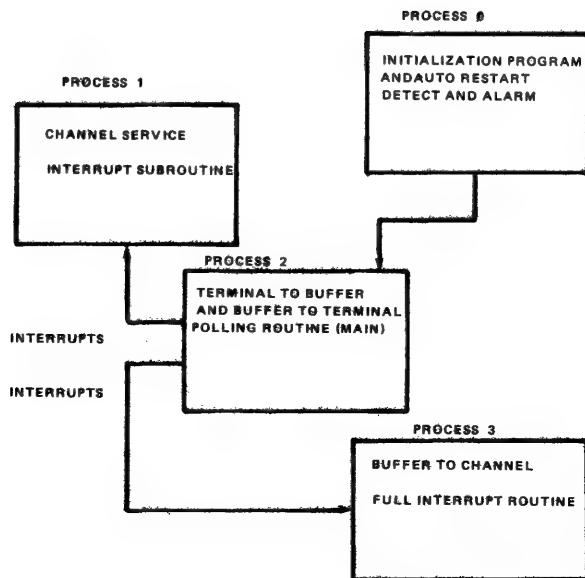 PROCESS 0
INITIALIZATION PROGRAM
ANDAUTO RESTART
DETECT AND ALARM
PROCESS 1
CHANNEL SERVICE
INTERRUPT SUBROUTINE
PROCESS 2
TERMINAL TO BUFFER
AND BUFFER TO TERMINAL
POLLING ROUTINE (MAIN)
INTERRUPTS
INTERRUPTS
PROCESS 3
BUFFER TO CHANNEL
FULL INTERRUPT ROUTINE